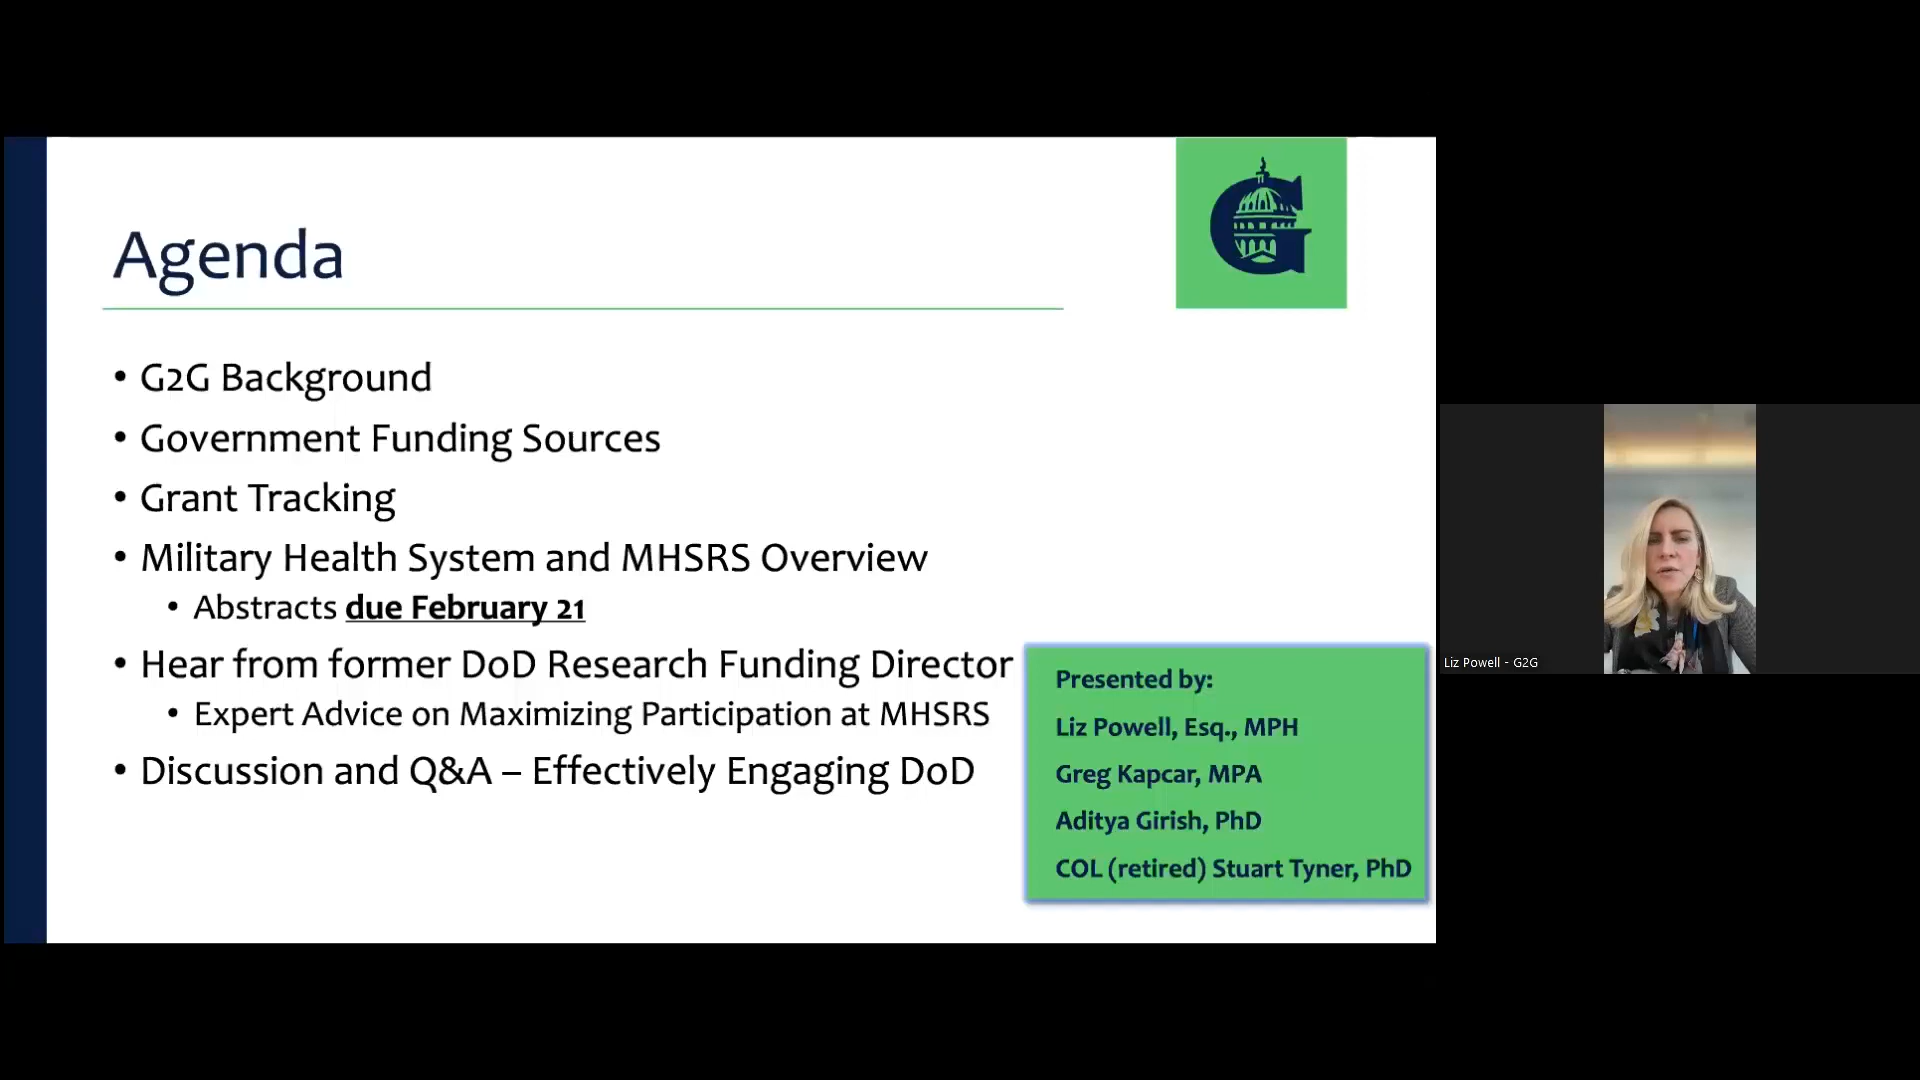 Agenda
• G2G Background
• Government Funding Sources
• Grant Tracking
• Military Health System and MHSRS Overview
• Abstracts due February 21
• Hear from former DoD Research Funding Director
• Expert Advice on Maximizing Participation at MHSRS
• Discussion and Q&A – Effectively Engaging DoD
Presented by:
Liz Powell, Esq., MPH
Greg Kapcar, MPA
Aditya Girish, PhD
COL (retired) Stuart Tyner, PhD
Liz Powell - G2G